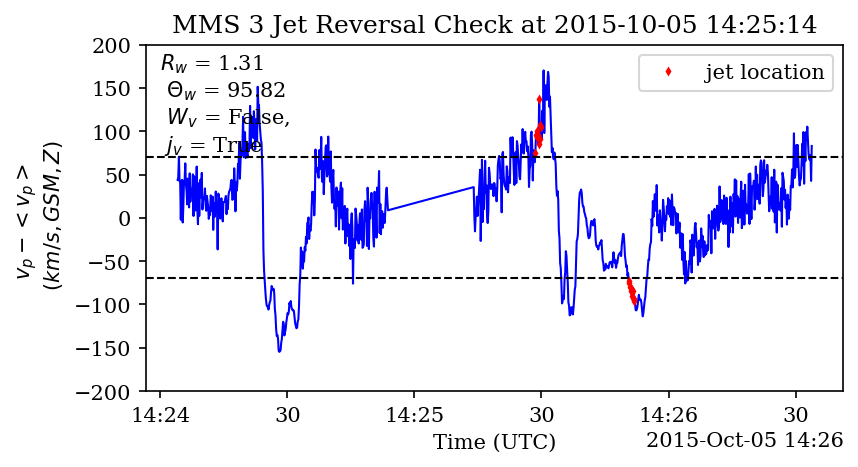 MMS 3 Jet Reversal Check at 2015-10-05 14:25:14
R_w = 1.31
Θ_w = 95.82
W_v = False,
j_v = True
jet location
v_p − < v_p >
(km/s, GSM, Z)
200
150
100
50
0
−50
−100
−150
−200
14:24
30
14:25
30
14:26
30
Time (UTC)
2015-Oct-05 14:26